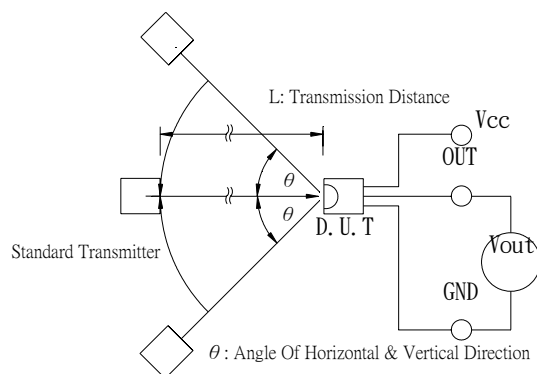 L: Transmission Distance
Vcc
OUT
θ
θ
D.U.T
Standard Transmitter
Vout
GND
θ : Angle Of Horizontal & Vertical Direction